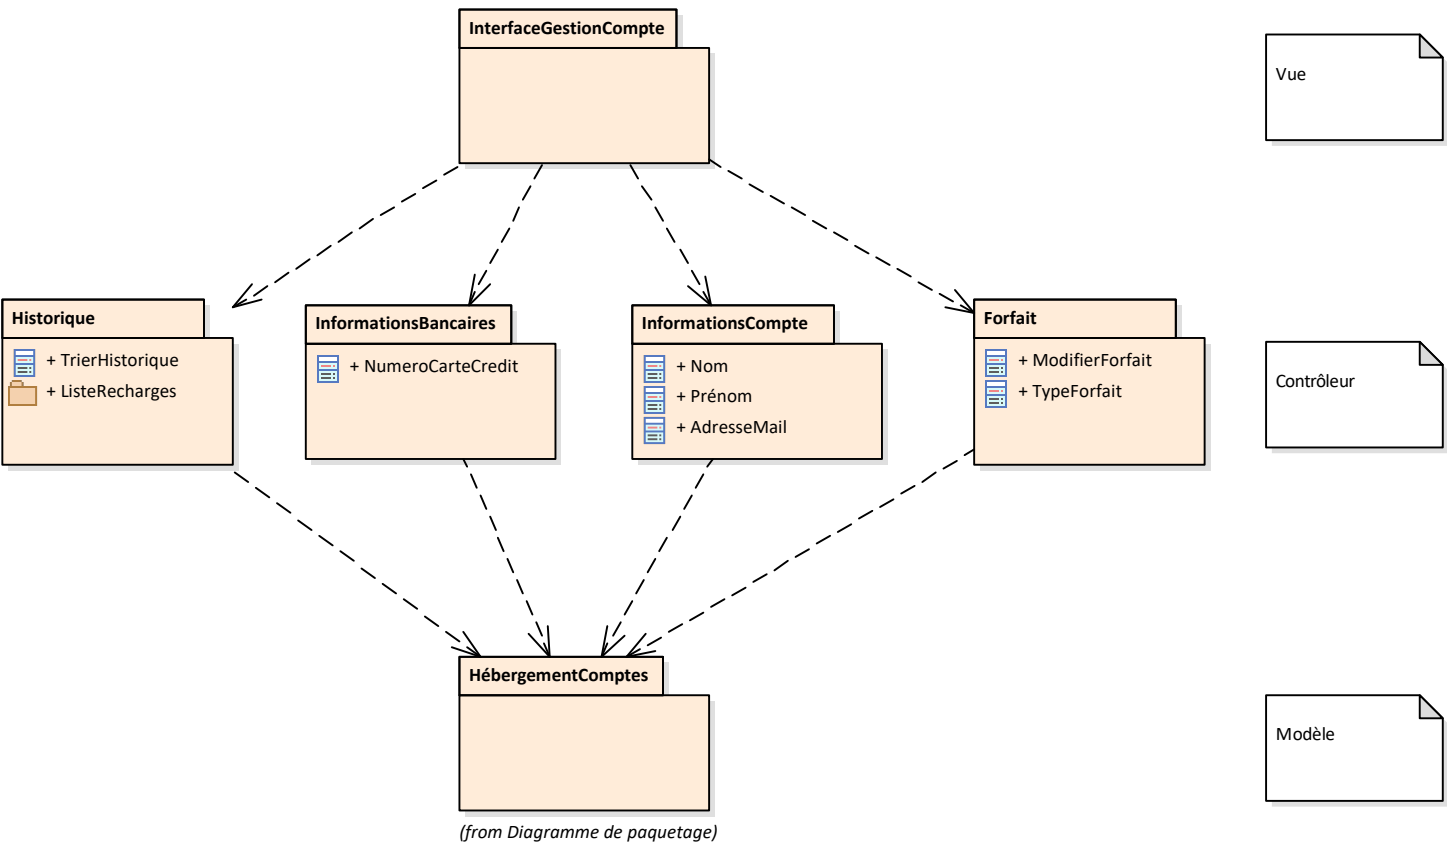 InterfaceGestionCompte
Vue
Historique
+ TrierHistorique
+ ListeRecharges
InformationsBancaires
+ NumeroCarteCredit
InformationsCompte
+ Nom
+ Prénom
+ AdresseMail
Forfait
+ ModifierForfait
+ TypeForfait
Contrôleur
HébergementComptes
(from Diagramme de paquetage)
Modèle